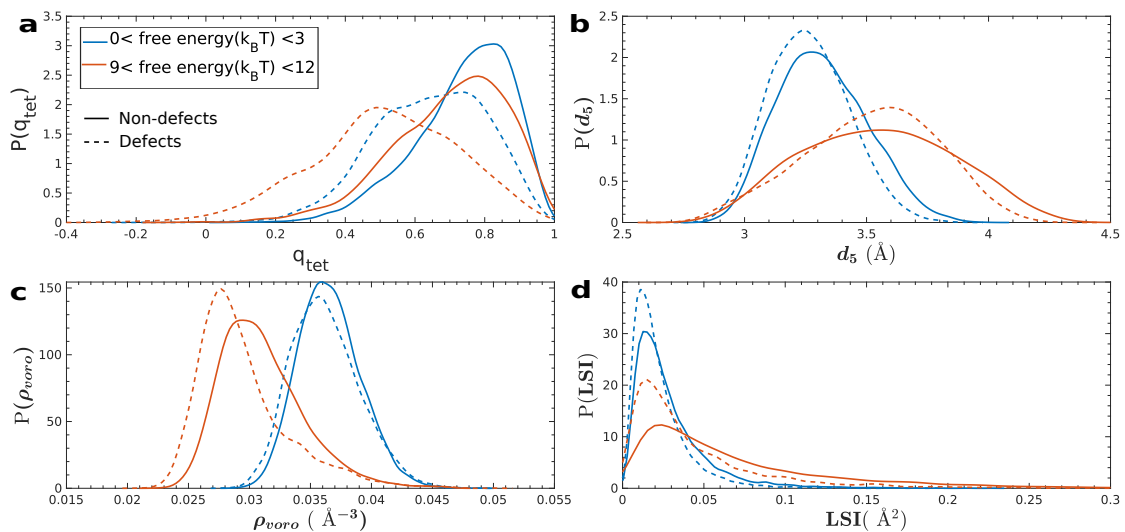 a
0< free energy(k_BT) <3
9< free energy(k_BT) <12
Non-defects
Defects
P(q_tet)
3.5
3
2.5
2
1.5
1
0.5
0
-0.4 -0.2 0 0.2 0.4 0.6 0.8 1
q_tet
b
P(d_5)
2.5
2
1.5
1
0.5
0
2.5 3 3.5 4 4.5
d_5 (Å)
c
P(ρ_voro)
150
100
50
0
0.015 0.02 0.025 0.03 0.035 0.04 0.045 0.05 0.055
ρ_voro ( Å⁻³)
d
P(LSI)
40
30
20
10
0
0 0.05 0.1 0.15 0.2 0.25 0.3
LSI( Å²)